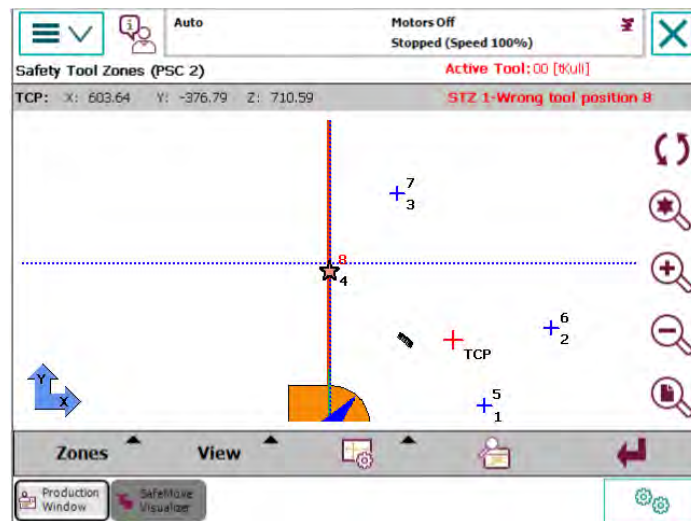 Auto
Motors Off
Stopped (Speed 100%)
Safety Tool Zones (PSC 2)
Active Tool: 00 [tKuli]
TCP: X: 603.64 Y: -376.79 Z: 710.59
STZ 1-Wrong tool position 8
7
3
8
4
6
2
TCP
5
1
Y
X
Zones
View
Production
Window
SafeMove
Visualizer